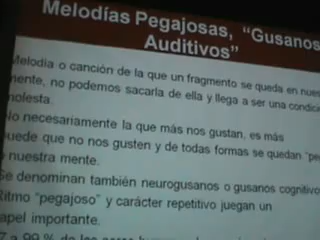 Melodías Pegajosas, "Gusanos
Auditivos"
Melodía o canción de la que un fragmento se queda en
mente, no podemos sacarla de ella y llega a ser una
molesta.
No necesariamente la que más nos gustan, es más
puede que no nos gusten y de todas formas se quedan
nuestra mente.
Se denominan también neurogusanos o gusanos
Ritmo "pegajoso" y carácter repetitivo juegan un
papel importante.